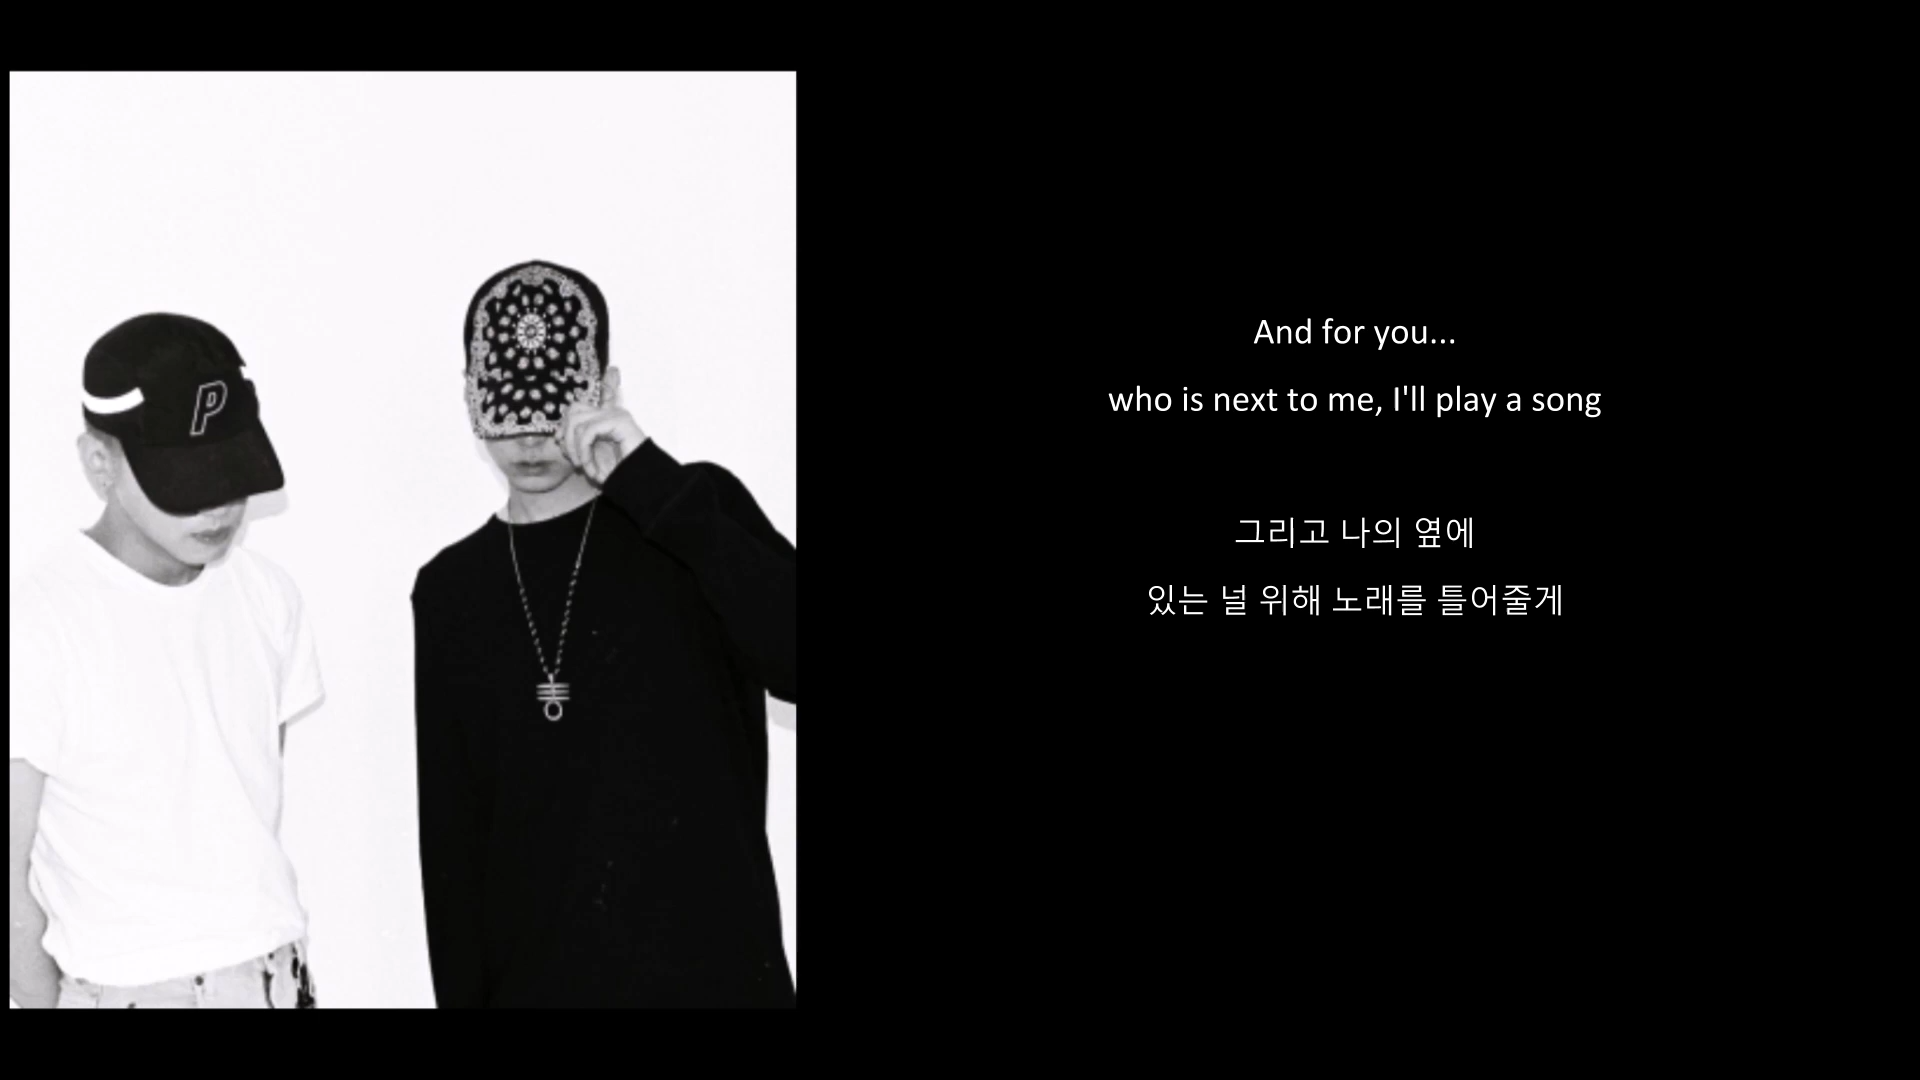 P
And for you...
who is next to me, I'll play a song
그리고 나의 옆에
있는 널 위해 노래를 틀어줄게